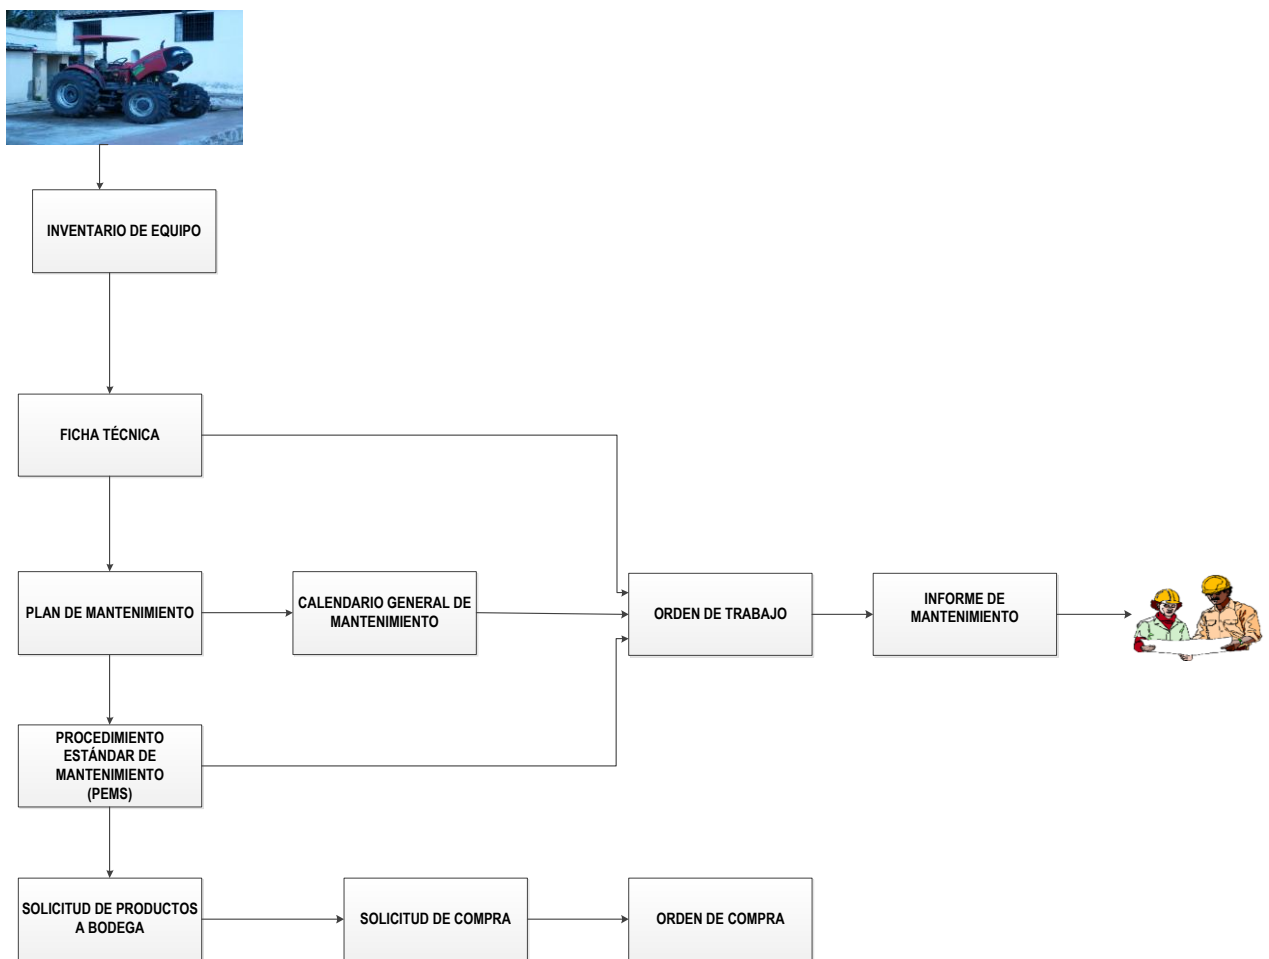 INVENTARIO DE EQUIPO
FICHA TÉCNICA
PLAN DE MANTENIMIENTO
CALENDARIO GENERAL DE
MANTENIMIENTO
ORDEN DE TRABAJO
INFORME DE
MANTENIMIENTO
PROCEDIMIENTO
ESTÁNDAR DE
MANTENIMIENTO
(PEMS)
SOLICITUD DE PRODUCTOS
A BODEGA
SOLICITUD DE COMPRA
ORDEN DE COMPRA